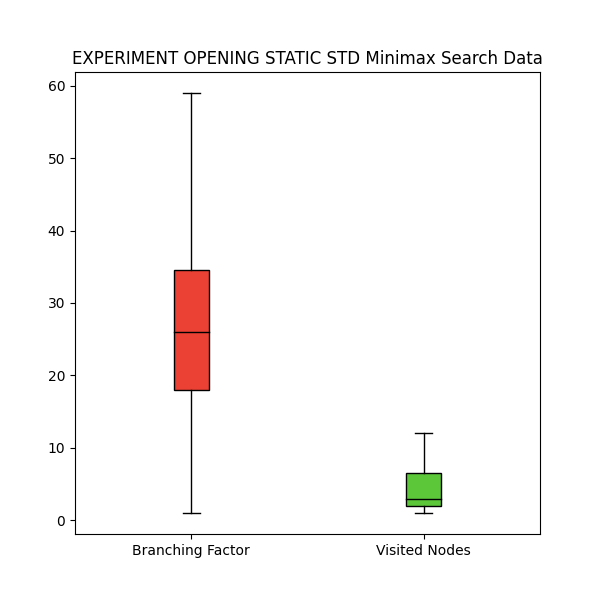 EXPERIMENT OPENING STATIC STD Minimax Search Data
60
50
40
30
20
10
0
Branching Factor
Visited Nodes